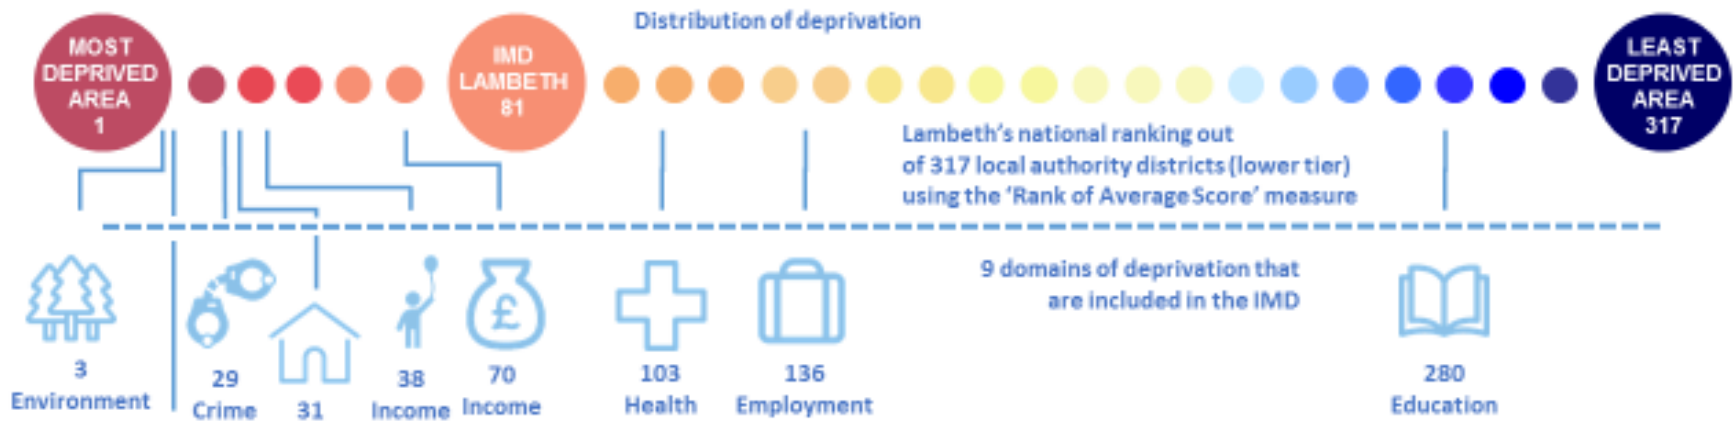 Distribution of deprivation
MOST
DEPRIVED
AREA
1
IMD
LAMBETH
81
LEAST
DEPRIVED
AREA
317
Lambeth's national ranking out
of 317 local authority districts (lower tier)
using the 'Rank of Average Score' measure
9 domains of deprivation that
are included in the IMD
3
Environment
29
Crime
31
38
Income
70
£
Income
103
Health
136
Employment
280
Education